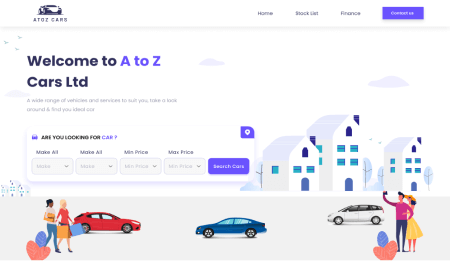 ATOZ CARS
Home
Stock List
Finance
Contact us
Welcome to A to Z
Cars Ltd
A wide range of vehicles and services to suit you, take a look
around & find you ideal car
ARE YOU LOOKING FOR CAR ?
Make All
Make All
Min Price
Max Price
Make
Make
Min Price
Min Price
Search Cars